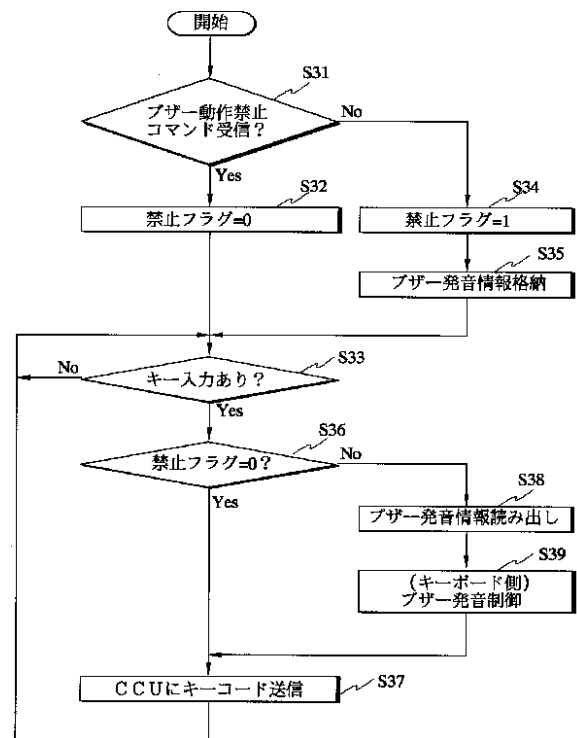 開始
S31
ブザー動作禁止
コマンド受信？
No
Yes
S32
禁止フラグ=0
S34
禁止フラグ=1
S35
ブザー発音情報格納
S33
キー入力あり？
No
Yes
S36
禁止フラグ=0？
No
Yes
S38
ブザー発音情報読み出し
S39
（キーボード側）
ブザー発音制御
S37
ＣＣＵにキーコード送信